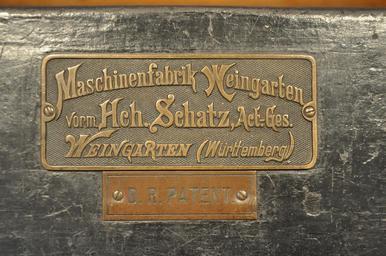 Maschinenfabrik Weingarten
vorm. Hch. Schatz, Act.-Ges.
WEINGARTEN (Württemberg)
D. R. PATENT